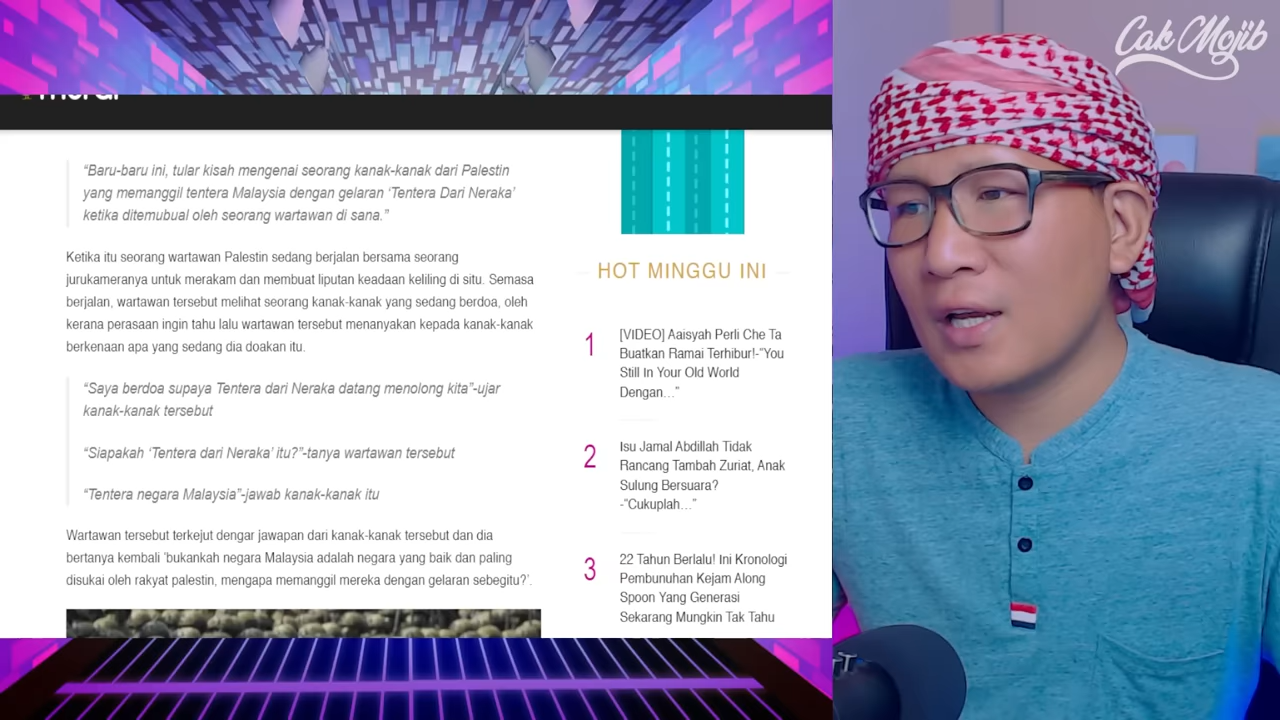 Cak Mojib
"Baru-baru ini, tular kisah mengenai seorang kanak-kanak dari Palestin
yang memanggil tentera Malaysia dengan gelaran 'Tentera Dari Neraka'
ketika ditemubual oleh seorang wartawan di sana."
Ketika itu seorang wartawan Palestin sedang berjalan bersama seorang
jurukameranya untuk merakam dan membuat liputan keadaan keliling di situ. Semasa
berjalan, wartawan tersebut melihat seorang kanak-kanak yang sedang berdoa, oleh
kerana perasaan ingin tahu lalu wartawan tersebut menanyakan kepada kanak-kanak
berkenaan apa yang sedang dia doakan itu.
"Saya berdoa supaya Tentera dari Neraka datang menolong kita"-ujar
kanak-kanak tersebut
"Siapakah 'Tentera dari Neraka' itu?"-tanya wartawan tersebut
"Tentera negara Malaysia"-jawab kanak-kanak itu
Wartawan tersebut terkejut dengar jawapan dari kanak-kanak tersebut dan dia
bertanya kembali 'bukankah negara Malaysia adalah negara yang baik dan paling
disukai oleh rakyat palestin, mengapa memanggil mereka dengan gelaran sebegitu?'.
HOT MINGGU INI
1
[VIDEO] Aaisyah Perli Che Ta
Buatkan Ramai Terhibur!-"You
Still In Your Old World
Dengan..."
2
Isu Jamal Abdillah Tidak
Rancang Tambah Zuriat, Anak
Sulung Bersuara?
-"Cukuplah..."
3
22 Tahun Berlalu! Ini Kronologi
Pembunuhan Kejam Along
Spoon Yang Generasi
Sekarang Mungkin Tak Tahu